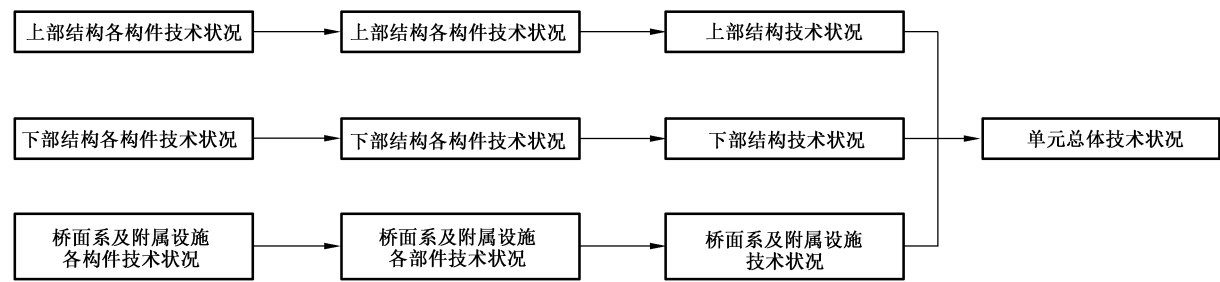 上部结构各构件技术状况
上部结构各构件技术状况
上部结构技术状况
下部结构各构件技术状况
下部结构各构件技术状况
下部结构技术状况
单元总体技术状况
桥面系及附属设施
各构件技术状况
桥面系及附属设施
各部件技术状况
桥面系及附属设施
技术状况